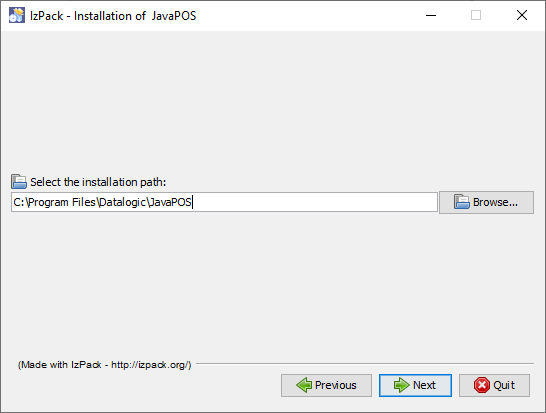 IzPack - Installation of  JavaPOS
Select the installation path:
C:\Program Files\Datalogic\JavaPOS
Browse...
(Made with IzPack - http://izpack.org/)
Previous
Next
Quit